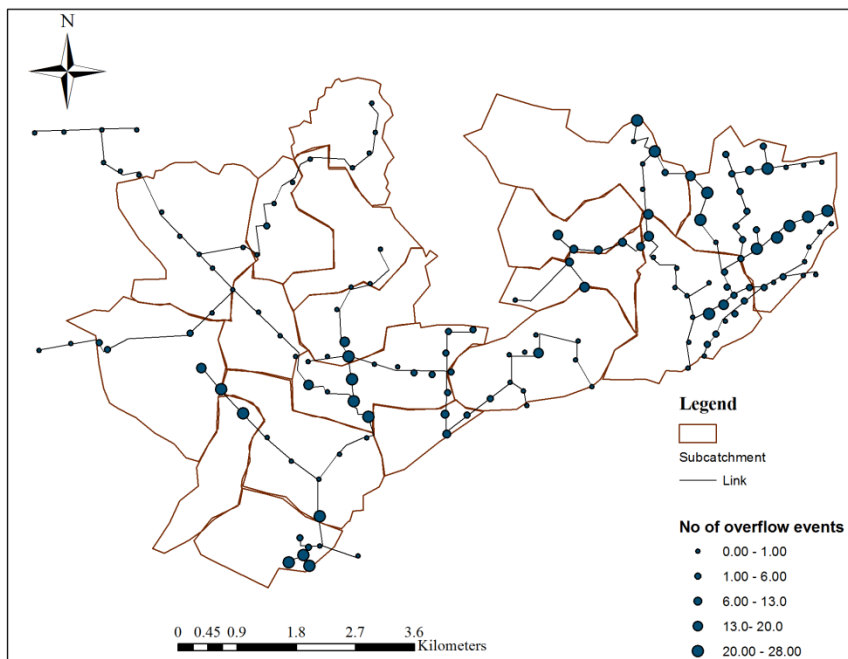 N
Legend
Subcatchment
Link
No of overflow events
0.00 - 1.00
1.00 - 6.00
6.00 - 13.0
13.0- 20.0
20.00 - 28.00
0 0.45 0.9 1.8 2.7 3.6
Kilometers